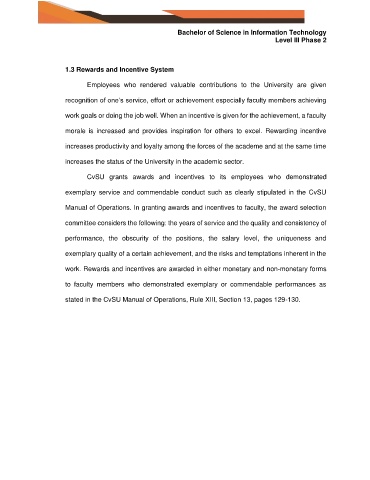 Bachelor of Science in Information Technology
Level III Phase 2
1.3 Rewards and Incentive System
Employees who rendered valuable contributions to the University are given
recognition of one's service, effort or achievement especially faculty members achieving
work goals or doing the job well. When an incentive is given for the achievement, a faculty
morale is increased and provides inspiration for others to excel. Rewarding incentive
increases productivity and loyalty among the forces of the academe and at the same time
increases the status of the University in the academic sector.
CvSU grants awards and incentives to its employees who demonstrated
exemplary service and commendable conduct such as clearly stipulated in the CvSU
Manual of Operations. In granting awards and incentives to faculty, the award selection
committee considers the following: the years of service and the quality and consistency of
performance, the obscurity of the positions, the salary level, the uniqueness and
exemplary quality of a certain achievement, and the risks and temptations inherent in the
work. Rewards and incentives are awarded in either monetary and non-monetary forms
to faculty members who demonstrated exemplary or commendable performances as
stated in the CvSU Manual of Operations, Rule XIII, Section 13, pages 129-130.